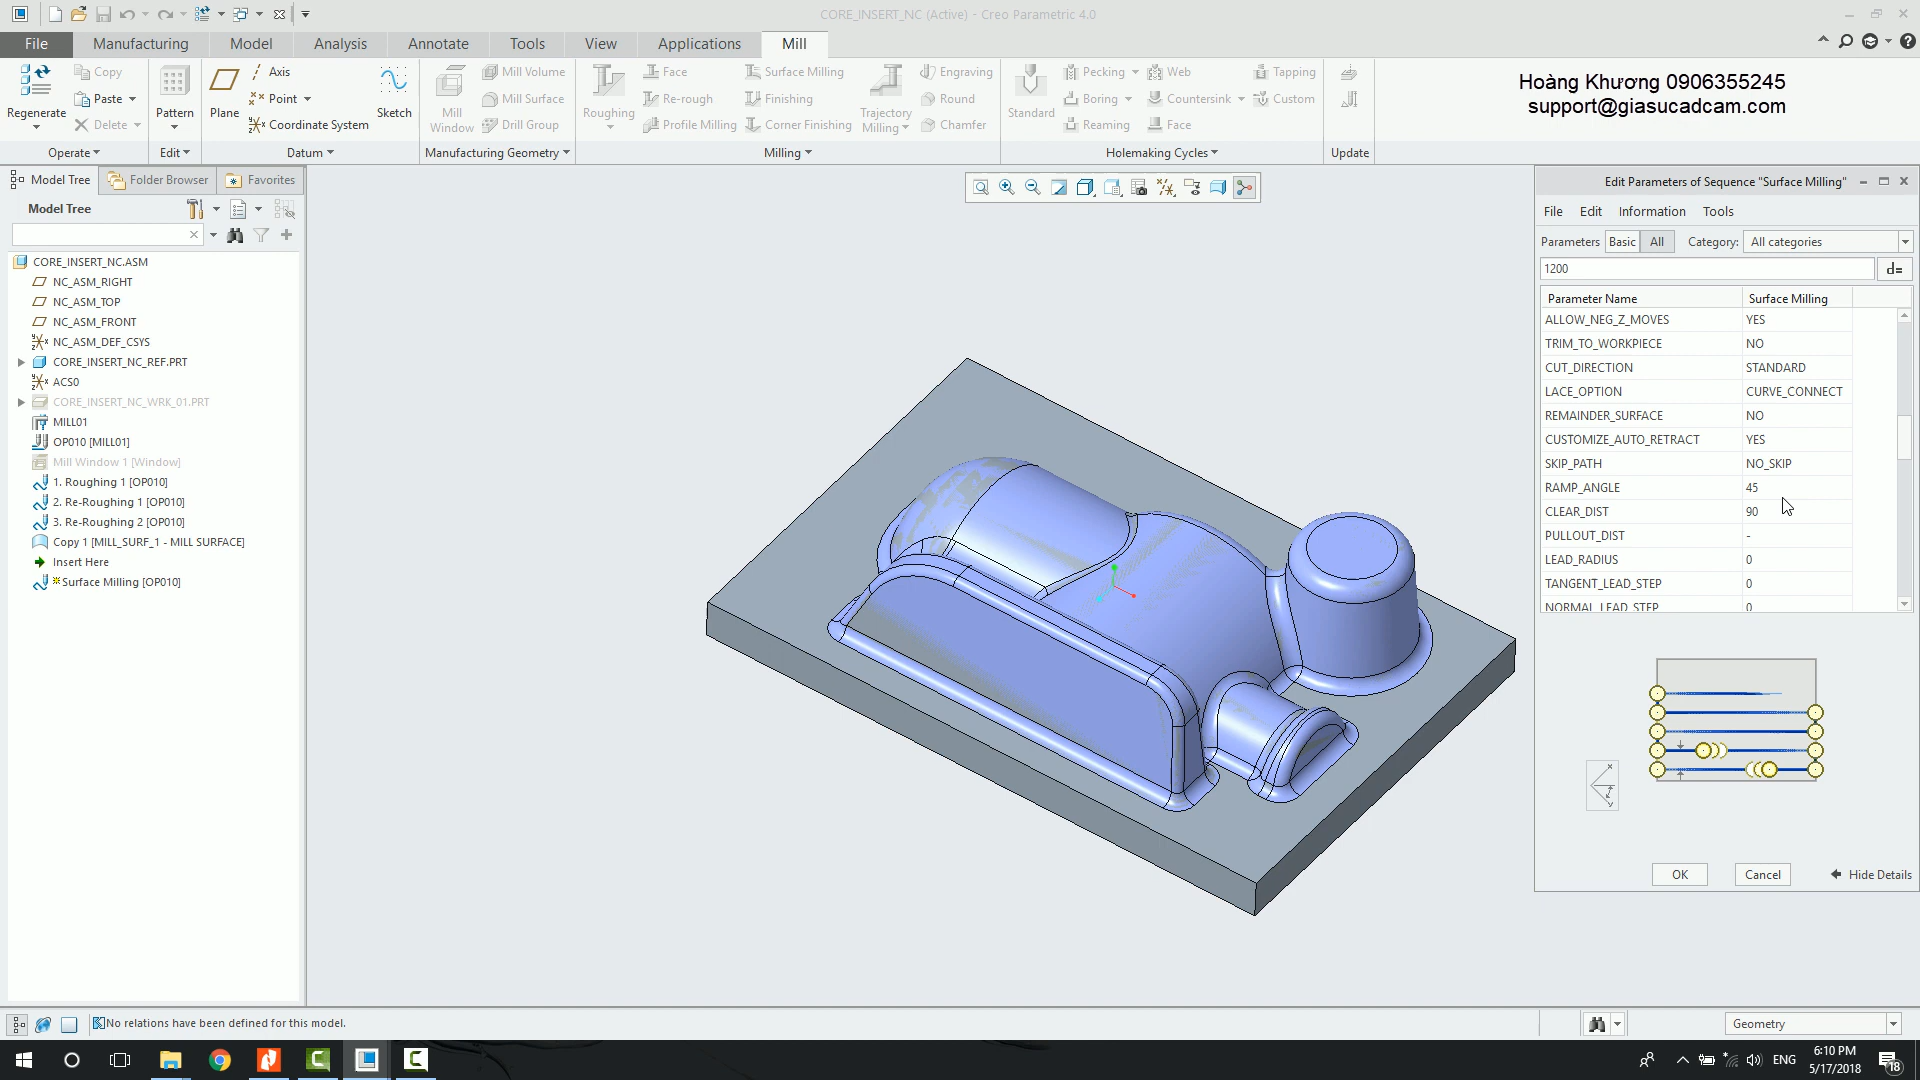 CORE_INSERT_NC (Active) - Creo Parametric 4.0
File Manufacturing Model Analysis Annotate Tools View Applications Mill
Regenerate
Copy
Paste
Delete
Operate
Pattern
Edit
Plane
Axis
Point
Coordinate System
Sketch
Datum
Mill Window
Mill Volume
Mill Surface
Drill Group
Manufacturing Geometry
Roughing
Face
Re-rough
Profile Milling
Surface Milling
Finishing
Corner Finishing
Trajectory Milling
Engraving
Round
Chamfer
Milling
Standard
Pecking
Boring
Reaming
Web
Countersink
Face
Tapping
Custom
Holemaking Cycles
Update
Hoàng Khương 0906355245
support@giasucadcam.com
Model Tree Folder Browser Favorites
Model Tree
CORE_INSERT_NC.ASM
NC_ASM_RIGHT
NC_ASM_TOP
NC_ASM_FRONT
NC_ASM_DEF_CSYS
CORE_INSERT_NC_REF.PRT
ACS0
CORE_INSERT_NC_WRK_01.PRT
MILL01
OP010 [MILL01]
Mill Window 1 [Window]
1. Roughing 1 [OP010]
2. Re-Roughing 1 [OP010]
3. Re-Roughing 2 [OP010]
Copy 1 [MILL_SURF_1 - MILL SURFACE]
Insert Here
Surface Milling [OP010]
Edit Parameters of Sequence "Surface Milling"
File Edit Information Tools
Parameters Basic All Category: All categories
1200
d=
Parameter Name Surface Milling
ALLOW_NEG_Z_MOVES YES
TRIM_TO_WORKPIECE NO
CUT_DIRECTION STANDARD
LACE_OPTION CURVE_CONNECT
REMAINDER_SURFACE NO
CUSTOMIZE_AUTO_RETRACT YES
SKIP_PATH NO_SKIP
RAMP_ANGLE 45
CLEAR_DIST 90
PULLOUT_DIST -
LEAD_RADIUS 0
TANGENT_LEAD_STEP 0
NORMAL_LEAD_STEP 0
OK Cancel Hide Details
No relations have been defined for this model.
Geometry
ENG
6:10 PM
5/17/2018
18